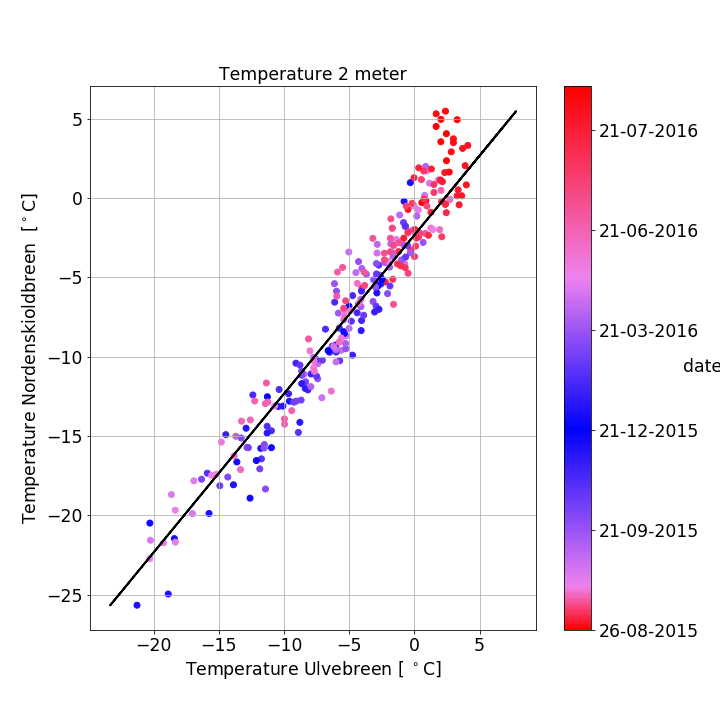 Temperature 2 meter
Temperature Nordenskioldbreen [ °C]
5
0
−5
−10
−15
−20
−25
−20 −15 −10 −5 0 5
Temperature Ulvebreen [ °C]
21-07-2016
21-06-2016
21-03-2016
date
21-12-2015
21-09-2015
26-08-2015